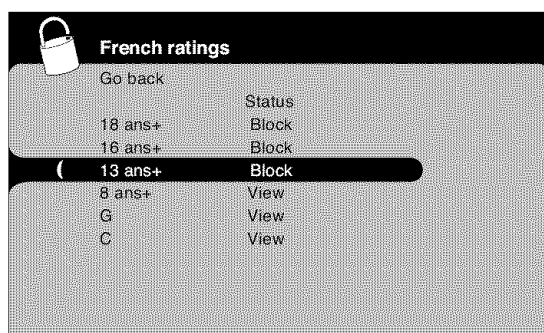 French ratings
Go back
Status
18 ans+ Block
16 ans+ Block
13 ans+ Block
8 ans+ View
G View
C View